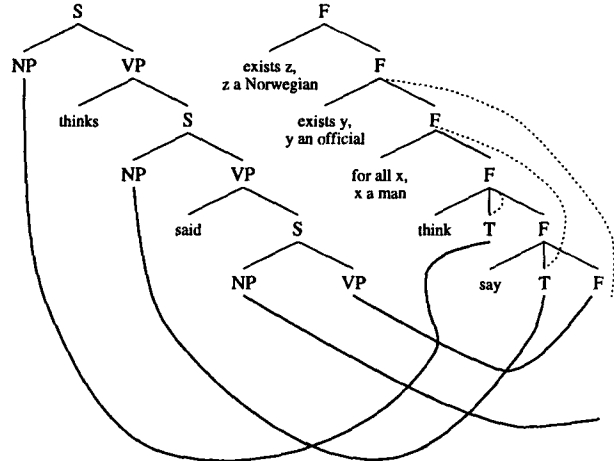 S F
NP VP exists z, F
z a Norwegian
thinks S exists y, F
y an official
NP VP for all x, F
x a man
said S think T F
NP VP say T F